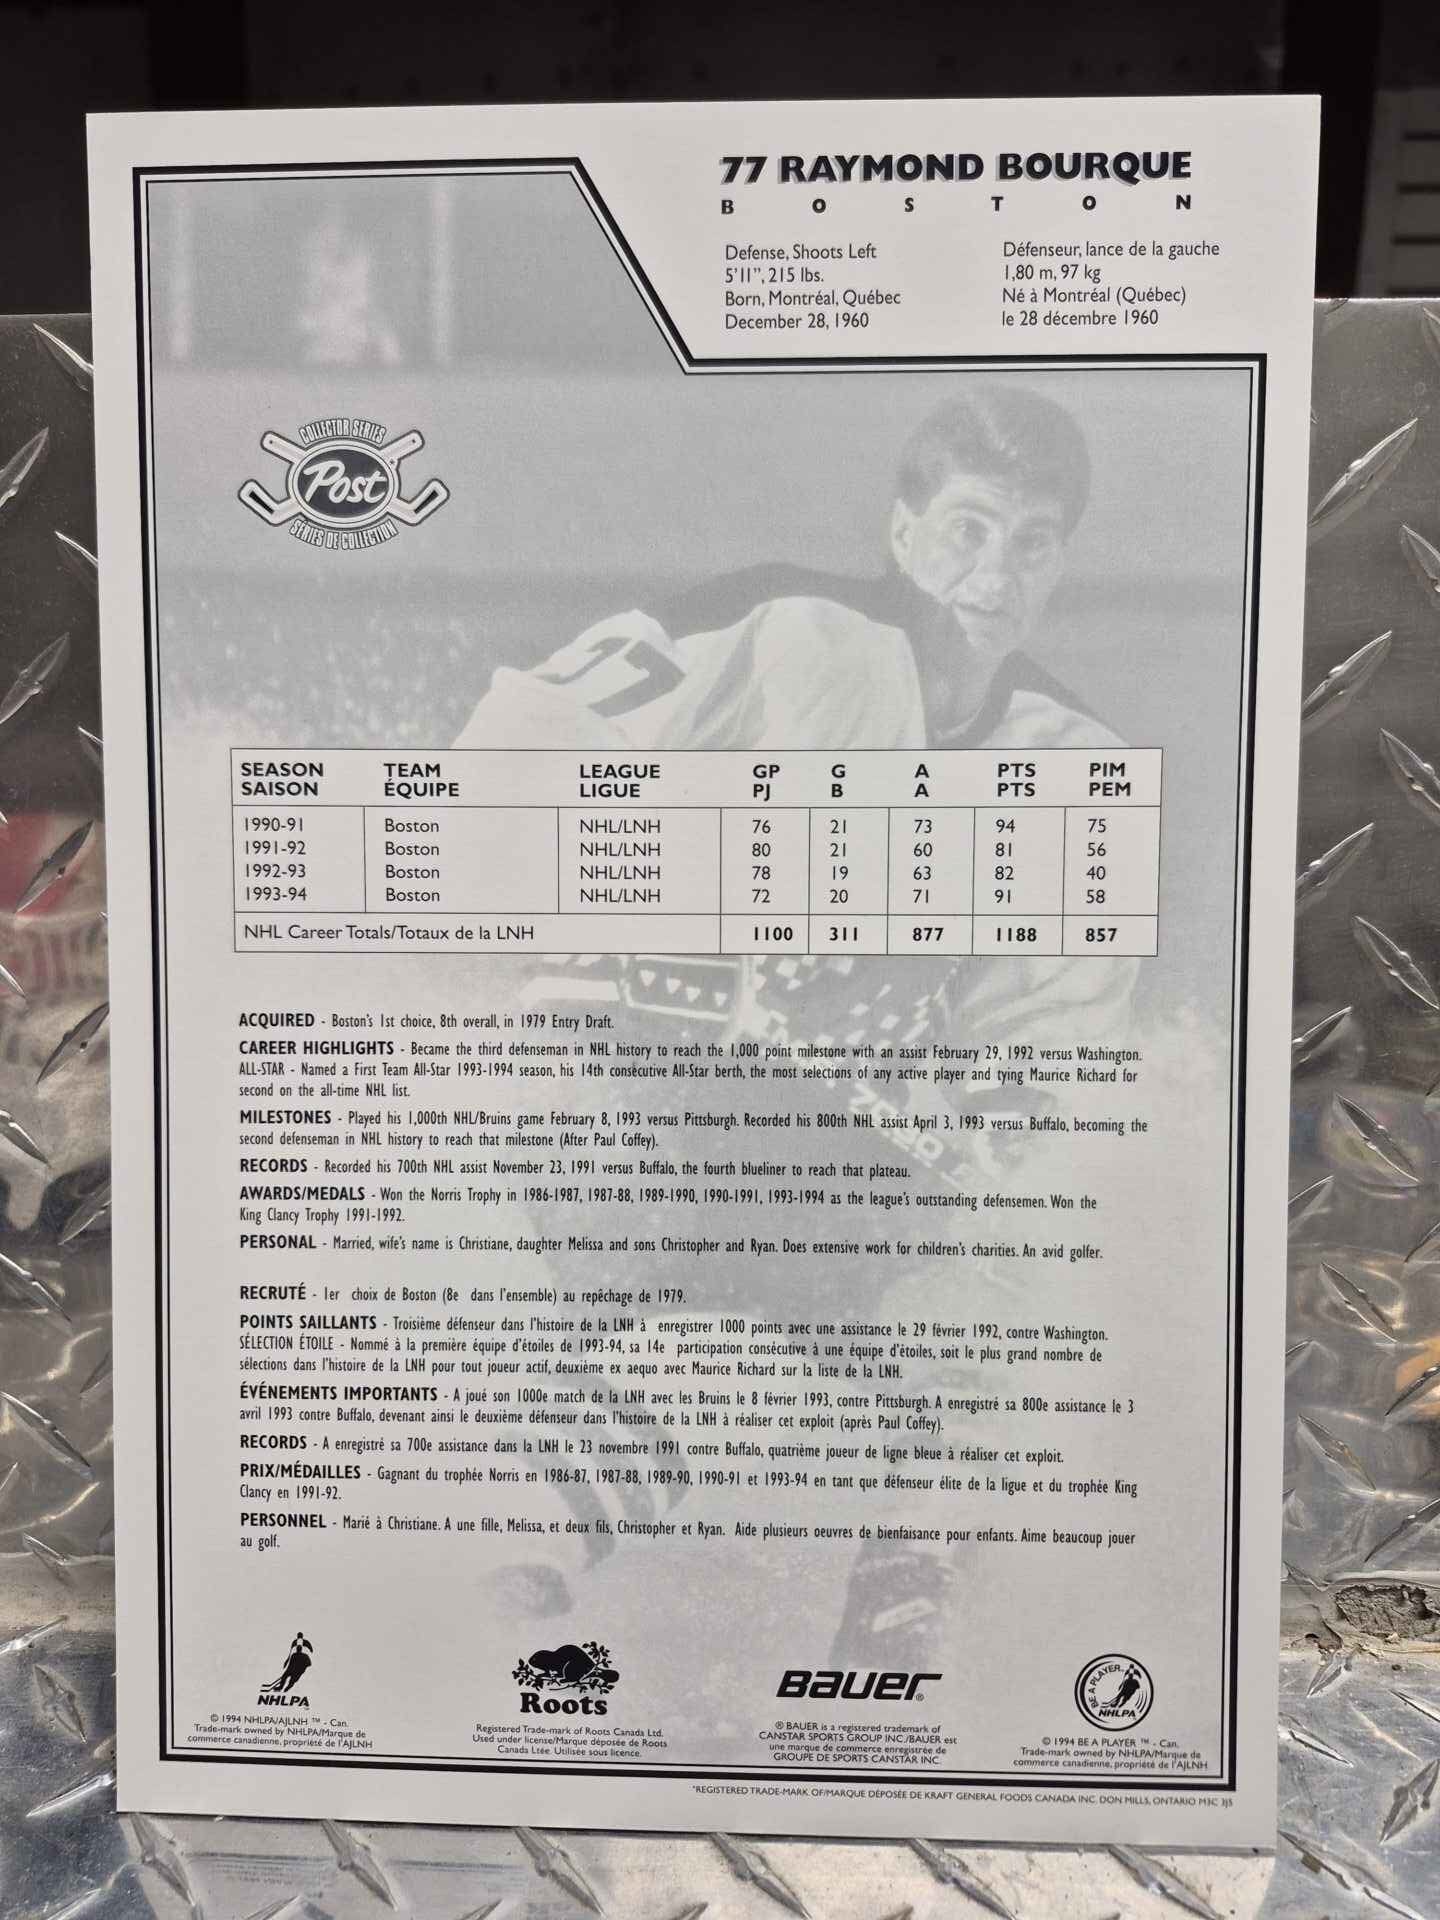 77 RAYMOND BOURQUE
BOSTON
Defense, Shoots Left
5'11", 215 lbs.
Born, Montréal, Québec
December 28, 1960
Défenseur, lance de la gauche
1,80 m, 97 kg
Né à Montréal (Québec)
le 28 décembre 1960
COLLECTOR SERIES
Post
SÉRIES DE COLLECTION
77
SEASON TEAM LEAGUE GP G A PTS PIM
SAISON ÉQUIPE LIGUE PJ B A PTS PEM
1990-91 Boston NHL/LNH 76 21 73 94 75
1991-92 Boston NHL/LNH 80 21 60 81 56
1992-93 Boston NHL/LNH 78 19 63 82 40
1993-94 Boston NHL/LNH 72 20 71 91 58
NHL Career Totals/Totaux de la LNH 1100 311 877 1188 857
ACQUIRED - Boston's 1st choice, 8th overall, in 1979 Entry Draft.
CAREER HIGHLIGHTS - Became the third defenseman in NHL history to reach the 1,000 point milestone with an assist February 29, 1992 versus Washington.
ALL-STAR - Named a First Team All-Star 1993-1994 season, his 14th consecutive All-Star berth, the most selections of any active player and tying Maurice Richard for
second on the all-time NHL list.
MILESTONES - Played his 1,000th NHL/Bruins game February 8, 1993 versus Pittsburgh. Recorded his 800th NHL assist April 3, 1993 versus Buffalo, becoming the
second defenseman in NHL history to reach that milestone (After Paul Coffey).
RECORDS - Recorded his 700th NHL assist November 23, 1991 versus Buffalo, the fourth blueliner to reach that plateau.
AWARDS/MEDALS - Won the Norris Trophy in 1986-1987, 1987-88, 1989-1990, 1990-1991, 1993-1994 as the league's outstanding defensemen. Won the
King Clancy Trophy 1991-1992.
PERSONAL - Married, wife's name is Christiane, daughter Melissa and sons Christopher and Ryan. Does extensive work for children's charities. An avid golfer.
RECRUTÉ - 1er choix de Boston (8e dans l'ensemble) au repêchage de 1979.
POINTS SAILLANTS - Troisième défenseur dans l'histoire de la LNH à enregistrer 1000 points avec une assistance le 29 février 1992, contre Washington.
SÉLECTION ÉTOILE - Nommé à la première équipe d'étoiles de 1993-94, sa 14e participation consécutive à une équipe d'étoiles, soit le plus grand nombre de
sélections dans l'histoire de la LNH pour tout joueur actif, deuxième ex aequo avec Maurice Richard sur la liste de la LNH.
ÉVÉNEMENTS IMPORTANTS - A joué son 1000e match de la LNH avec les Bruins le 8 février 1993, contre Pittsburgh. A enregistré sa 800e assistance le 3
avril 1993 contre Buffalo, devenant ainsi le deuxième défenseur dans l'histoire de la LNH à réaliser cet exploit (après Paul Coffey).
RECORDS - A enregistré sa 700e assistance dans la LNH le 23 novembre 1991 contre Buffalo, quatrième joueur de ligne bleue à réaliser cet exploit.
PRIX/MÉDAILLES - Gagnant du trophée Norris en 1986-87, 1987-88, 1989-90, 1990-91 et 1993-94 en tant que défenseur élite de la ligue et du trophée King
Clancy en 1991-92.
PERSONNEL - Marié à Christiane. A une fille, Melissa, et deux fils, Christopher et Ryan. Aide plusieurs oeuvres de bienfaisance pour enfants. Aime beaucoup jouer
au golf.
NHLPA
© 1994 NHLPA/AJLNH ™ - Can.
Trade-mark owned by NHLPA/Marque de
commerce canadienne, propriété de l'AJLNH
Roots
Registered Trade-mark of Roots Canada Ltd.
Used under license/Marque déposée de Roots
Canada Ltée. Utilisée sous licence.
BAUER®
® BAUER is a registered trademark of
CANSTAR SPORTS GROUP INC./BAUER est
une marque de commerce enregistrée de
GROUPE DE SPORTS CANSTAR INC.
BE A PLAYER
NHLPA
© 1994 BE A PLAYER ™ - Can.
Trade-mark owned by NHLPA/Marque de
commerce canadienne, propriété de l'AJLNH
*REGISTERED TRADE-MARK OF/MARQUE DÉPOSÉE DE KRAFT GENERAL FOODS CANADA INC. DON MILLS, ONTARIO M3C 3J5